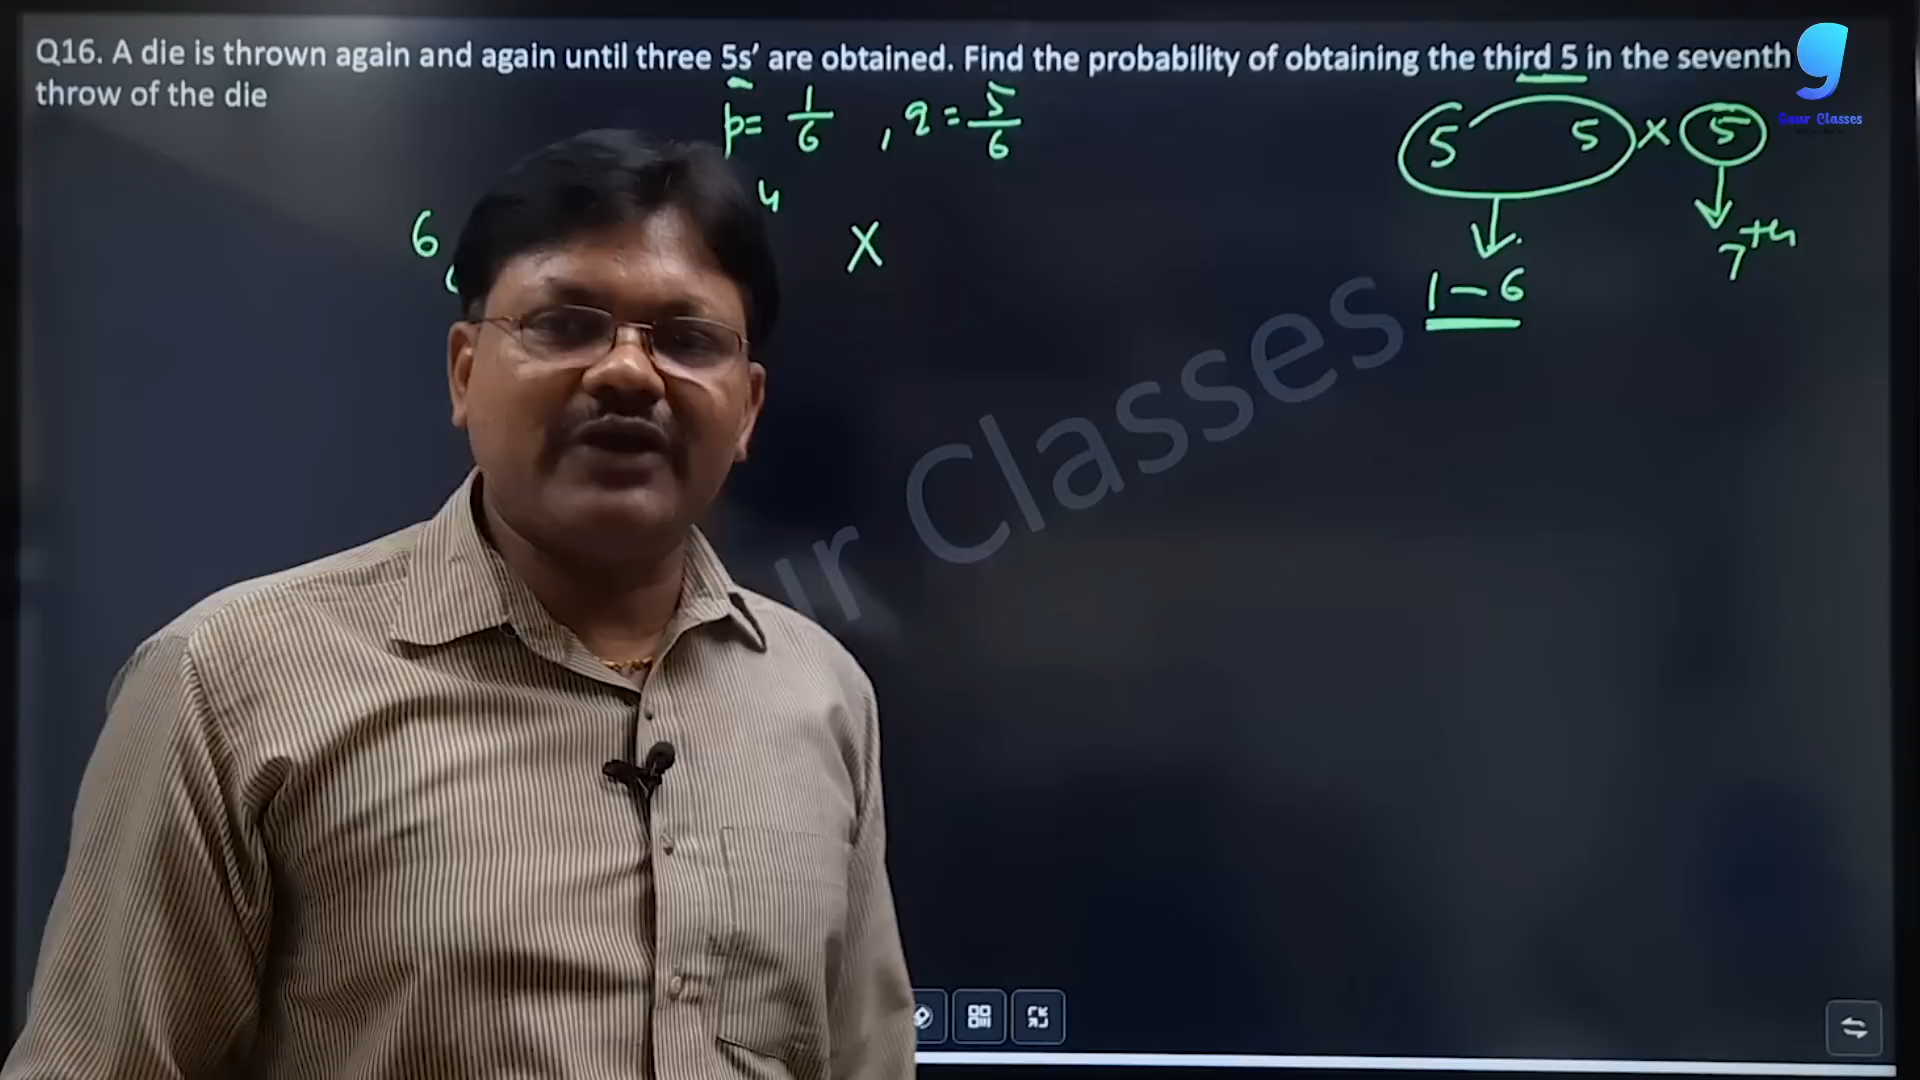 Q16. A die is thrown again and again until three 5s’ are obtained. Find the probability of obtaining the third 5 in the seventh
throw of the die
Gaur Classes
p= 1/6 , q = 5/6
5 5 × 5
4
6 ×
7th
1 – 6
ur Classes